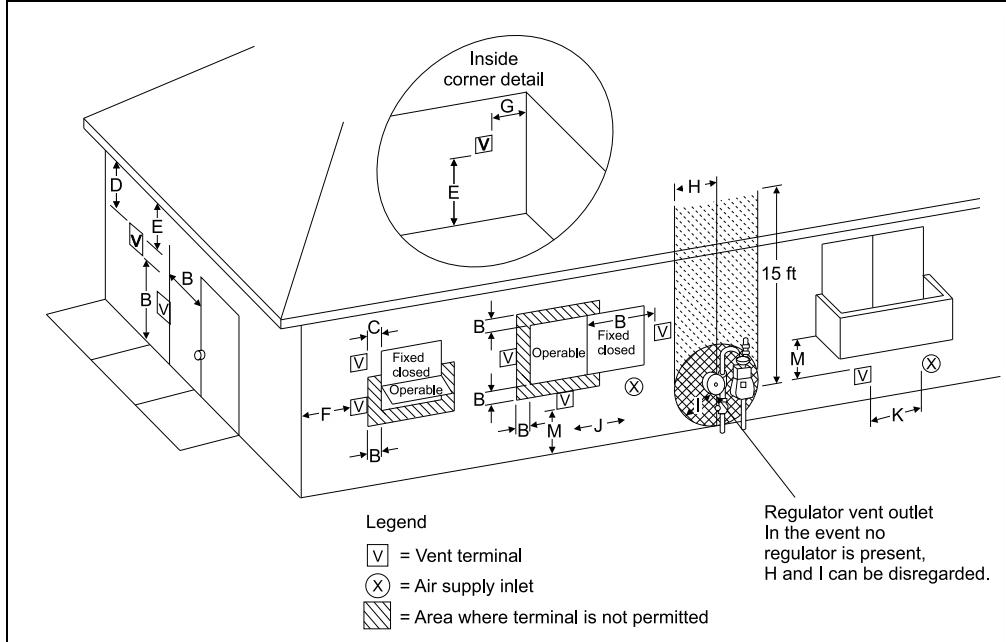 Inside
corner detail
G
V
E
D
E
V
B
B
V
H
15 ft
C
V
Fixed
closed
Operable
F
V
B
B
V
Operable
B
Fixed
closed
V
B
V
B
M
J
X
I
M
V
X
K
Regulator vent outlet
In the event no
regulator is present,
H and I can be disregarded.
Legend
V = Vent terminal
X = Air supply inlet
= Area where terminal is not permitted